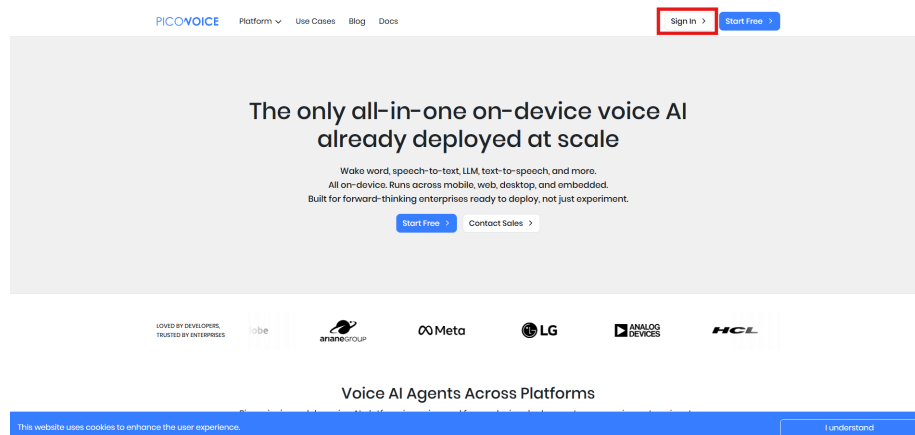 PICOVOICE Platform Use Cases Blog Docs Sign In Start Free
The only all-in-one on-device voice AI
already deployed at scale
Wake word, speech-to-text, LLM, text-to-speech, and more.
All on-device. Runs across mobile, web, desktop, and embedded.
Built for forward-thinking enterprises ready to deploy, not just experiment.
Start Free Contact Sales
LOVED BY DEVELOPERS,
TRUSTED BY ENTERPRISES
obe arianeGROUP Meta LG ANALOG DEVICES HCL
Voice AI Agents Across Platforms
This website uses cookies to enhance the user experience. I understand